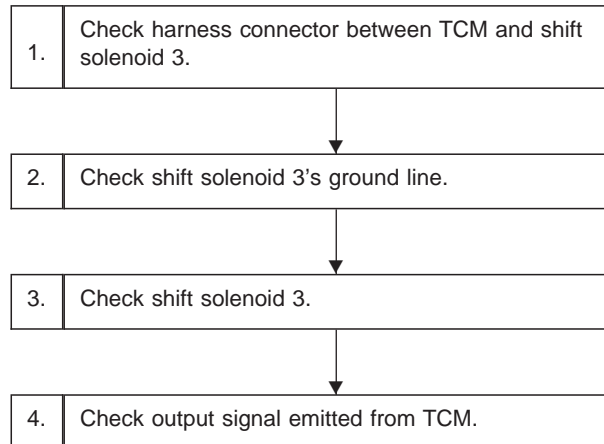 1. Check harness connector between TCM and shift
solenoid 3.
2. Check shift solenoid 3’s ground line.
3. Check shift solenoid 3.
4. Check output signal emitted from TCM.